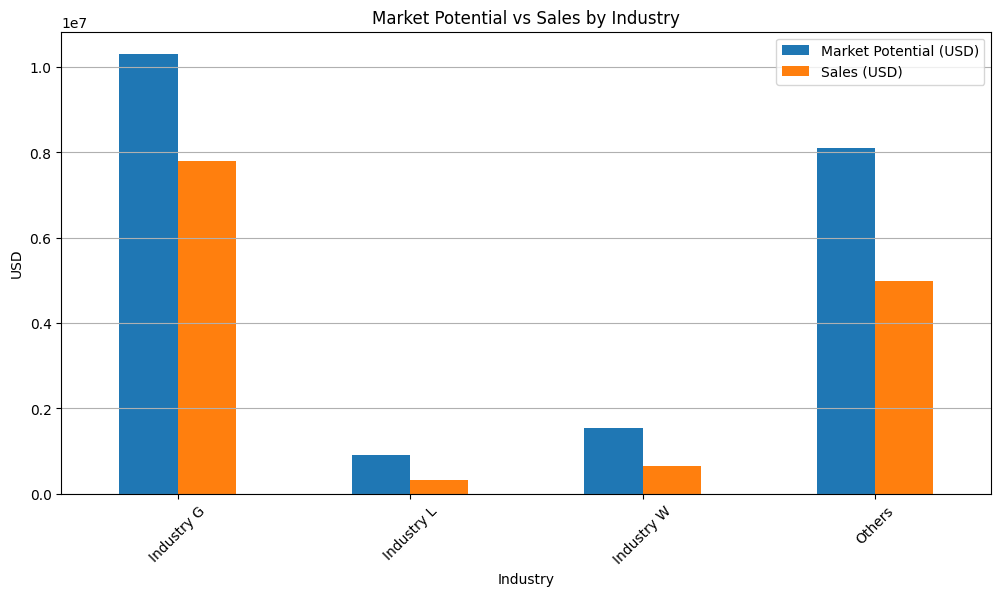 Market Potential vs Sales by Industry
1e7
Market Potential (USD)
Sales (USD)
1.0
0.8
0.6
0.4
0.2
0.0
USD
Industry G
Industry L
Industry W
Others
Industry